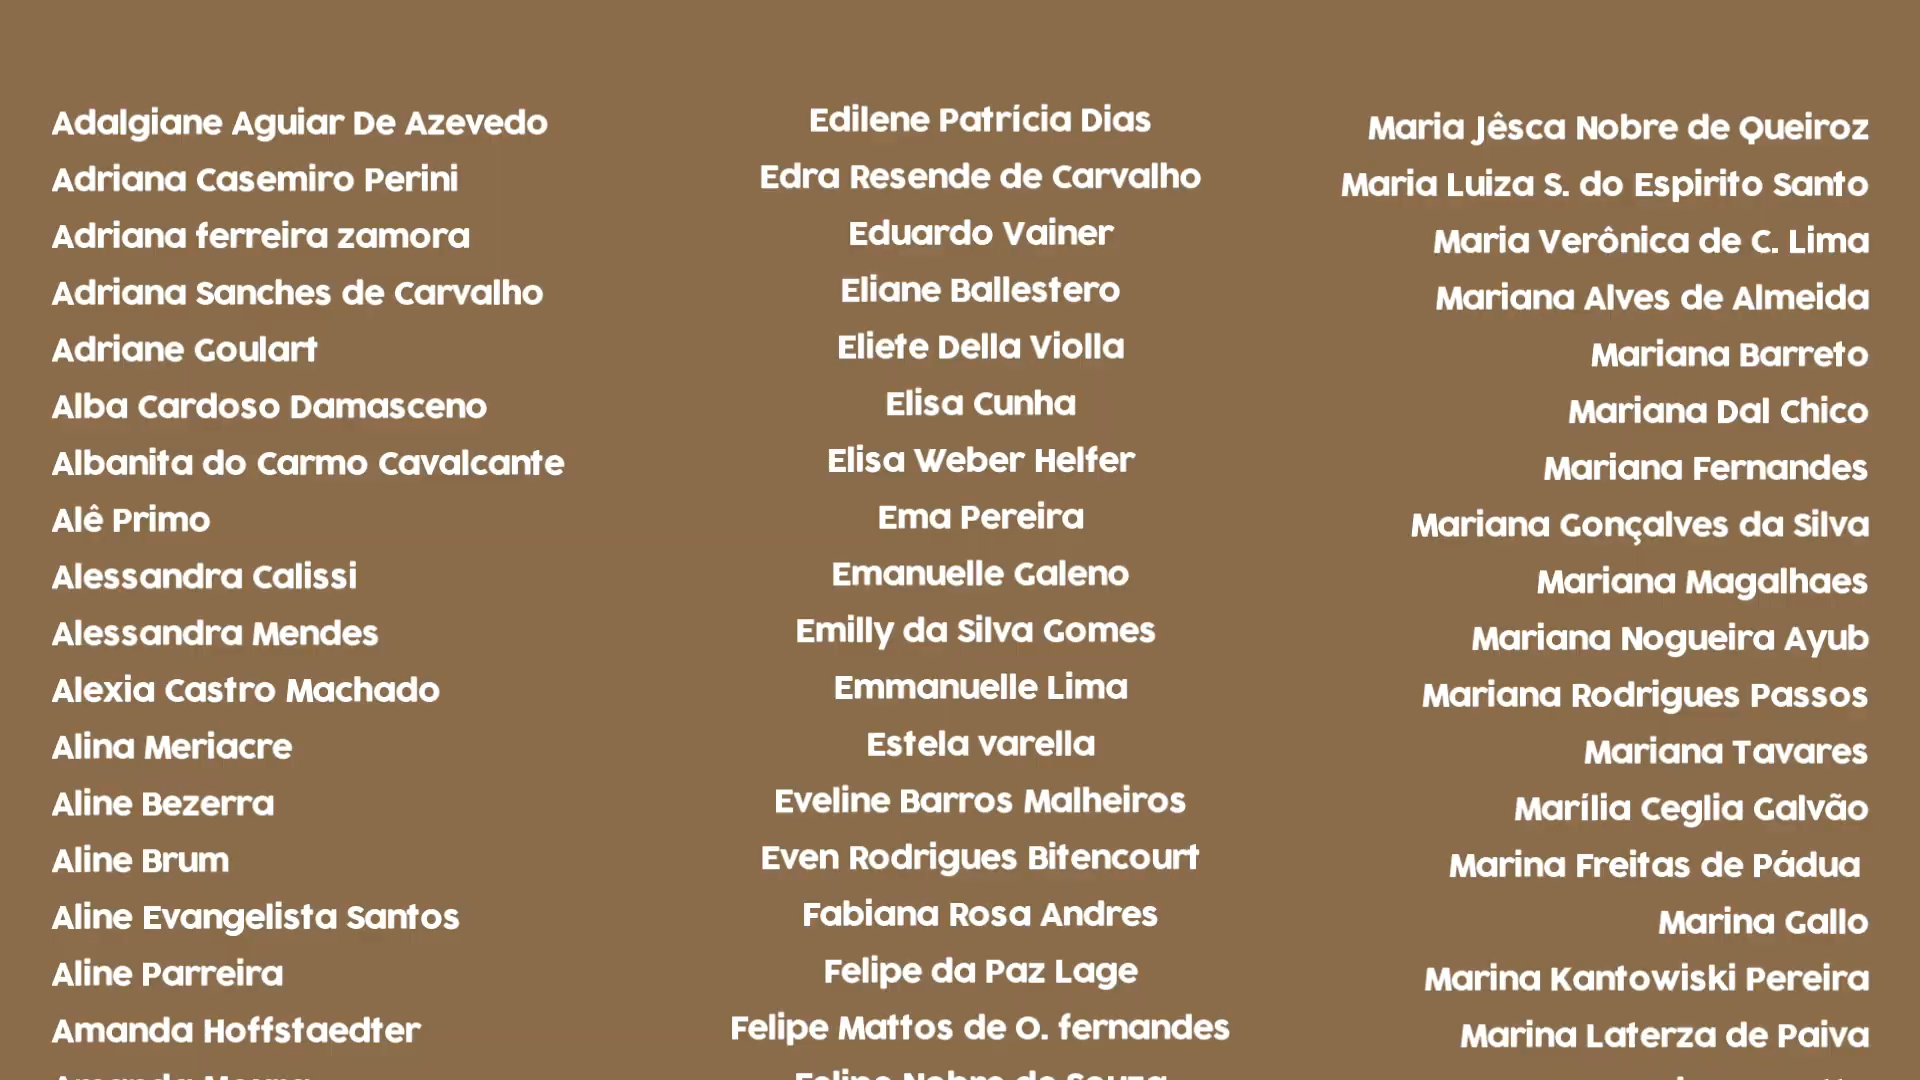 Adalgiane Aguiar De Azevedo
Adriana Casemiro Perini
Adriana ferreira zamora
Adriana Sanches de Carvalho
Adriane Goulart
Alba Cardoso Damasceno
Albanita do Carmo Cavalcante
Alê Primo
Alessandra Calissi
Alessandra Mendes
Alexia Castro Machado
Alina Meriacre
Aline Bezerra
Aline Brum
Aline Evangelista Santos
Aline Parreira
Amanda Hoffstaedter
Edilene Patrícia Dias
Edra Resende de Carvalho
Eduardo Vainer
Eliane Ballestero
Eliete Della Violla
Elisa Cunha
Elisa Weber Helfer
Ema Pereira
Emanuelle Galeno
Emilly da Silva Gomes
Emmanuelle Lima
Estela varella
Eveline Barros Malheiros
Even Rodrigues Bitencourt
Fabiana Rosa Andres
Felipe da Paz Lage
Felipe Mattos de O. fernandes
Felipe Nobre de Souza
Maria Jêsca Nobre de Queiroz
Maria Luiza S. do Espirito Santo
Maria Verônica de C. Lima
Mariana Alves de Almeida
Mariana Barreto
Mariana Dal Chico
Mariana Fernandes
Mariana Gonçalves da Silva
Mariana Magalhaes
Mariana Nogueira Ayub
Mariana Rodrigues Passos
Mariana Tavares
Marília Ceglia Galvão
Marina Freitas de Pádua
Marina Gallo
Marina Kantowiski Pereira
Marina Laterza de Paiva